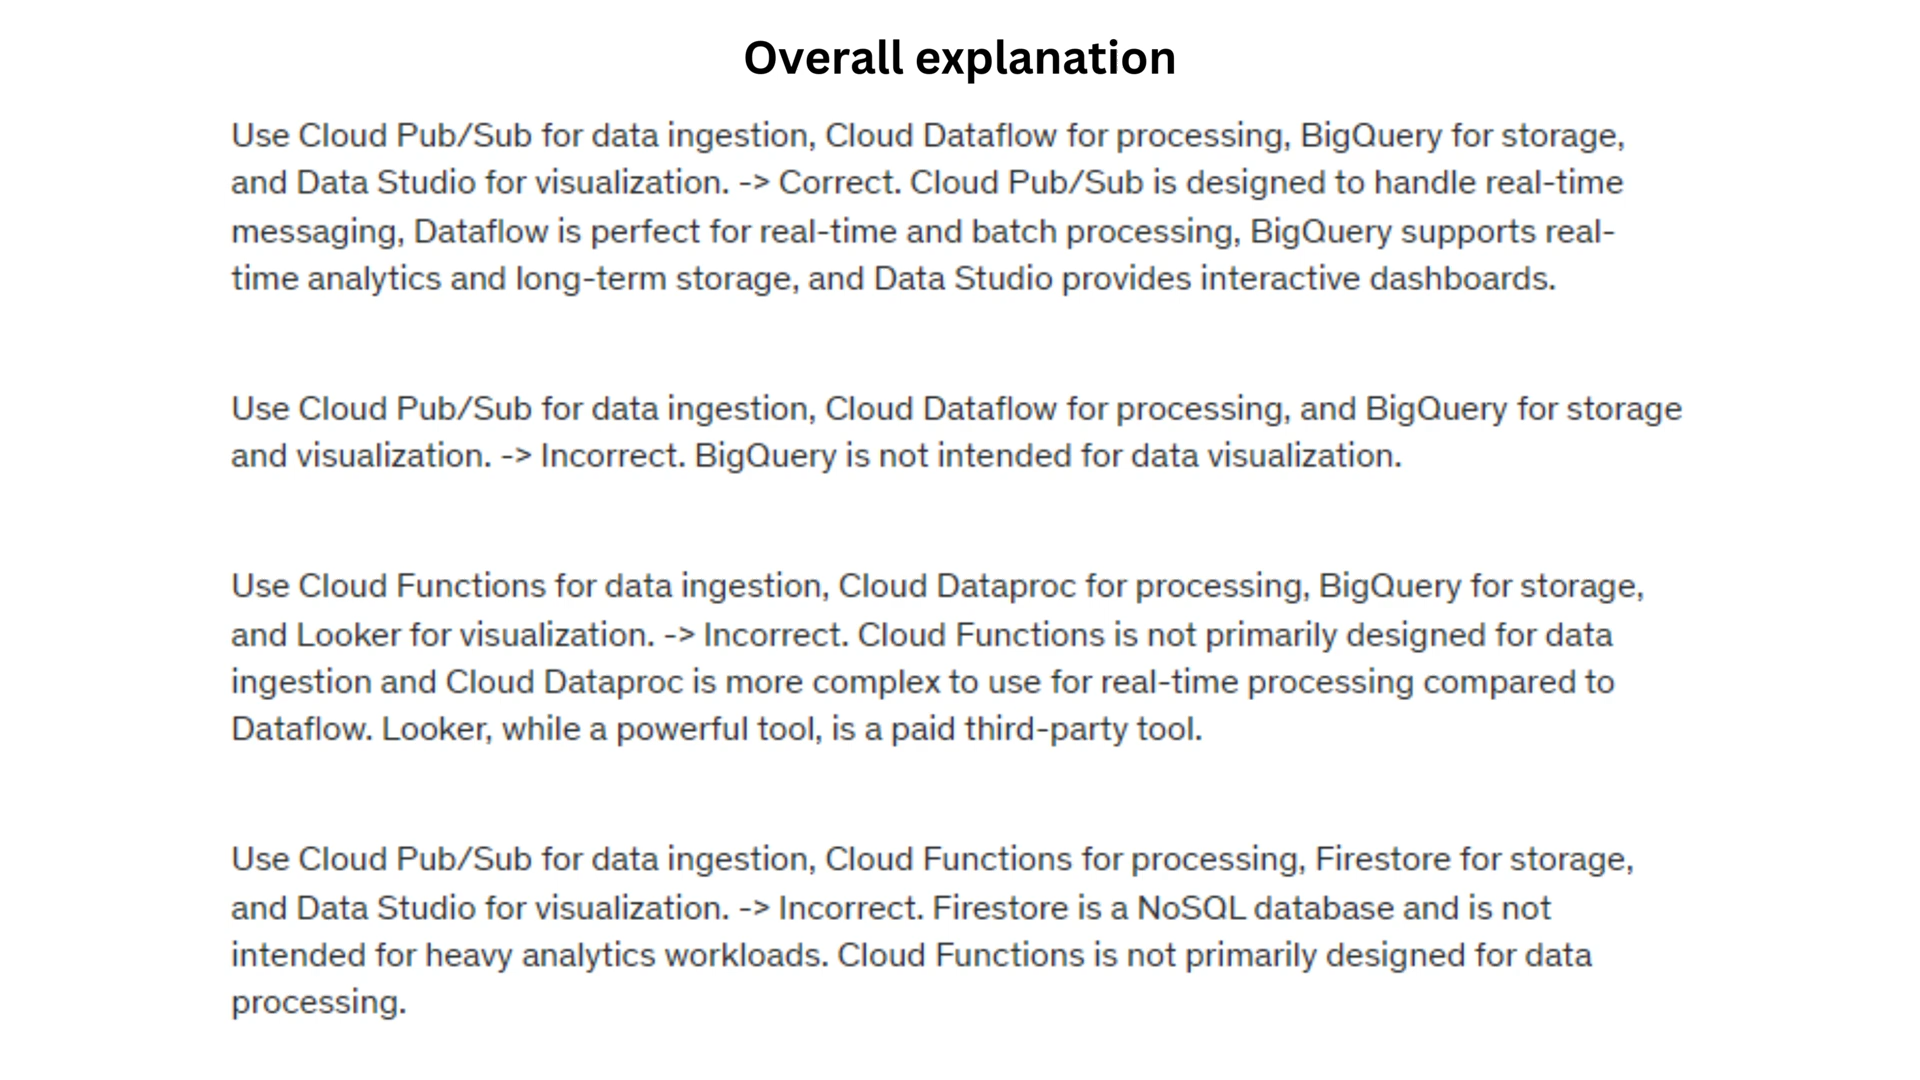 Overall explanation
Use Cloud Pub/Sub for data ingestion, Cloud Dataflow for processing, BigQuery for storage,
and Data Studio for visualization. -> Correct. Cloud Pub/Sub is designed to handle real-time
messaging, Dataflow is perfect for real-time and batch processing, BigQuery supports real-
time analytics and long-term storage, and Data Studio provides interactive dashboards.
Use Cloud Pub/Sub for data ingestion, Cloud Dataflow for processing, and BigQuery for storage
and visualization. -> Incorrect. BigQuery is not intended for data visualization.
Use Cloud Functions for data ingestion, Cloud Dataproc for processing, BigQuery for storage,
and Looker for visualization. -> Incorrect. Cloud Functions is not primarily designed for data
ingestion and Cloud Dataproc is more complex to use for real-time processing compared to
Dataflow. Looker, while a powerful tool, is a paid third-party tool.
Use Cloud Pub/Sub for data ingestion, Cloud Functions for processing, Firestore for storage,
and Data Studio for visualization. -> Incorrect. Firestore is a NoSQL database and is not
intended for heavy analytics workloads. Cloud Functions is not primarily designed for data
processing.